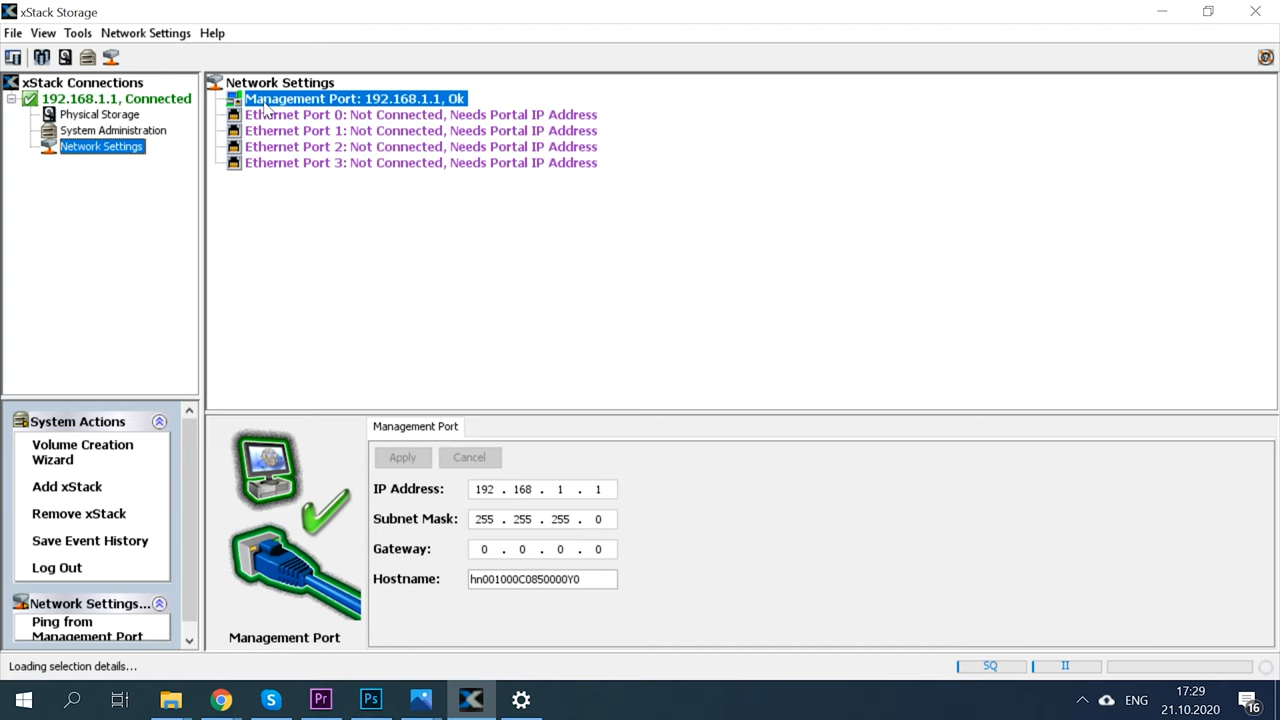 xStack Storage
File View Tools Network Settings Help
xStack Connections
192.168.1.1, Connected
Physical Storage
System Administration
Network Settings
Network Settings
Management Port: 192.168.1.1, Ok
Ethernet Port 0: Not Connected, Needs Portal IP Address
Ethernet Port 1: Not Connected, Needs Portal IP Address
Ethernet Port 2: Not Connected, Needs Portal IP Address
Ethernet Port 3: Not Connected, Needs Portal IP Address
System Actions
Volume Creation
Wizard
Add xStack
Remove xStack
Save Event History
Log Out
Network Settings...
Ping from
Management Port
Management Port
Management Port
Apply Cancel
IP Address: 192 . 168 . 1 . 1
Subnet Mask: 255 . 255 . 255 . 0
Gateway: 0 . 0 . 0 . 0
Hostname: hn001000C0850000Y0
Loading selection details...
SQ II
Pr Ps
ENG 17:29
21.10.2020
16